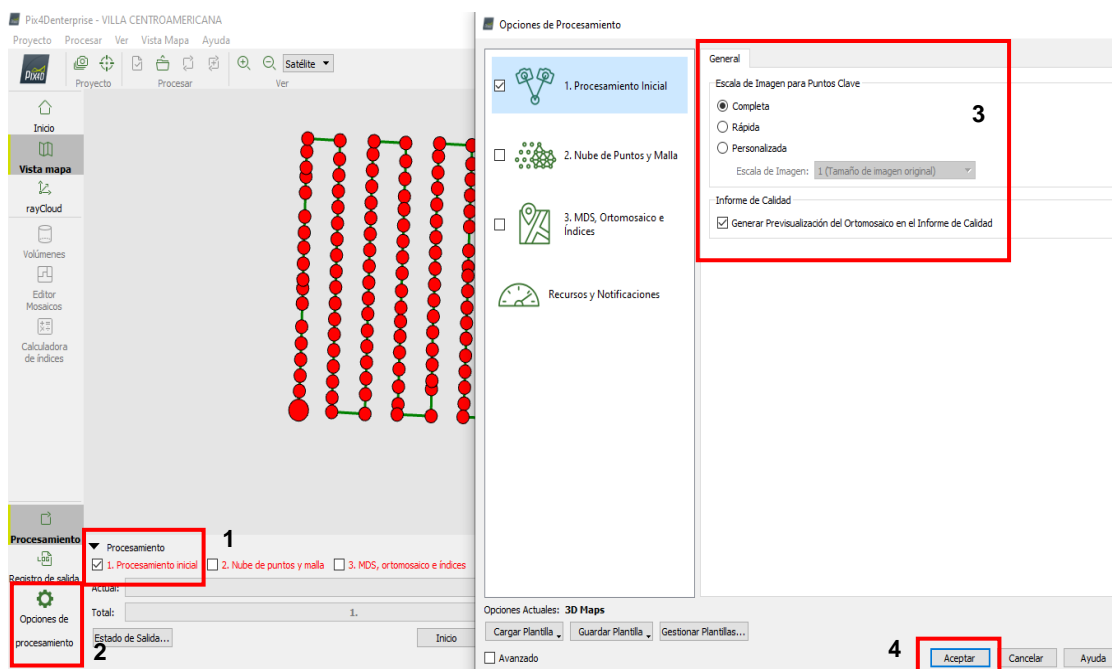 Pix4Denterprise - VILLA CENTROAMERICANA
Proyecto Procesar Ver Vista Mapa Ayuda
PIX4D
Satélite
Proyecto Procesar Ver
Inicio
Vista mapa
rayCloud
Volúmenes
Editor
Mosaicos
Calculadora
de índices
Procesamiento
LOG
Registro de salida
Opciones de
procesamiento
2
1
Procesamiento
1. Procesamiento inicial 2. Nube de puntos y malla 3. MDS, ortomosaico e índices
Actual:
Total: 1.
Estado de Salida... Inicio
Opciones de Procesamiento
1. Procesamiento Inicial
2. Nube de Puntos y Malla
3. MDS, Ortomosaico e
Índices
Recursos y Notificaciones
General
Escala de Imagen para Puntos Clave
Completa
3
Rápida
Personalizada
Escala de Imagen: 1 (Tamaño de imagen original)
Informe de Calidad
Generar Previsualización del Ortomosaico en el Informe de Calidad
Opciones Actuales: 3D Maps
Cargar Plantilla Guardar Plantilla Gestionar Plantillas...
Avanzado
4
Aceptar Cancelar Ayuda